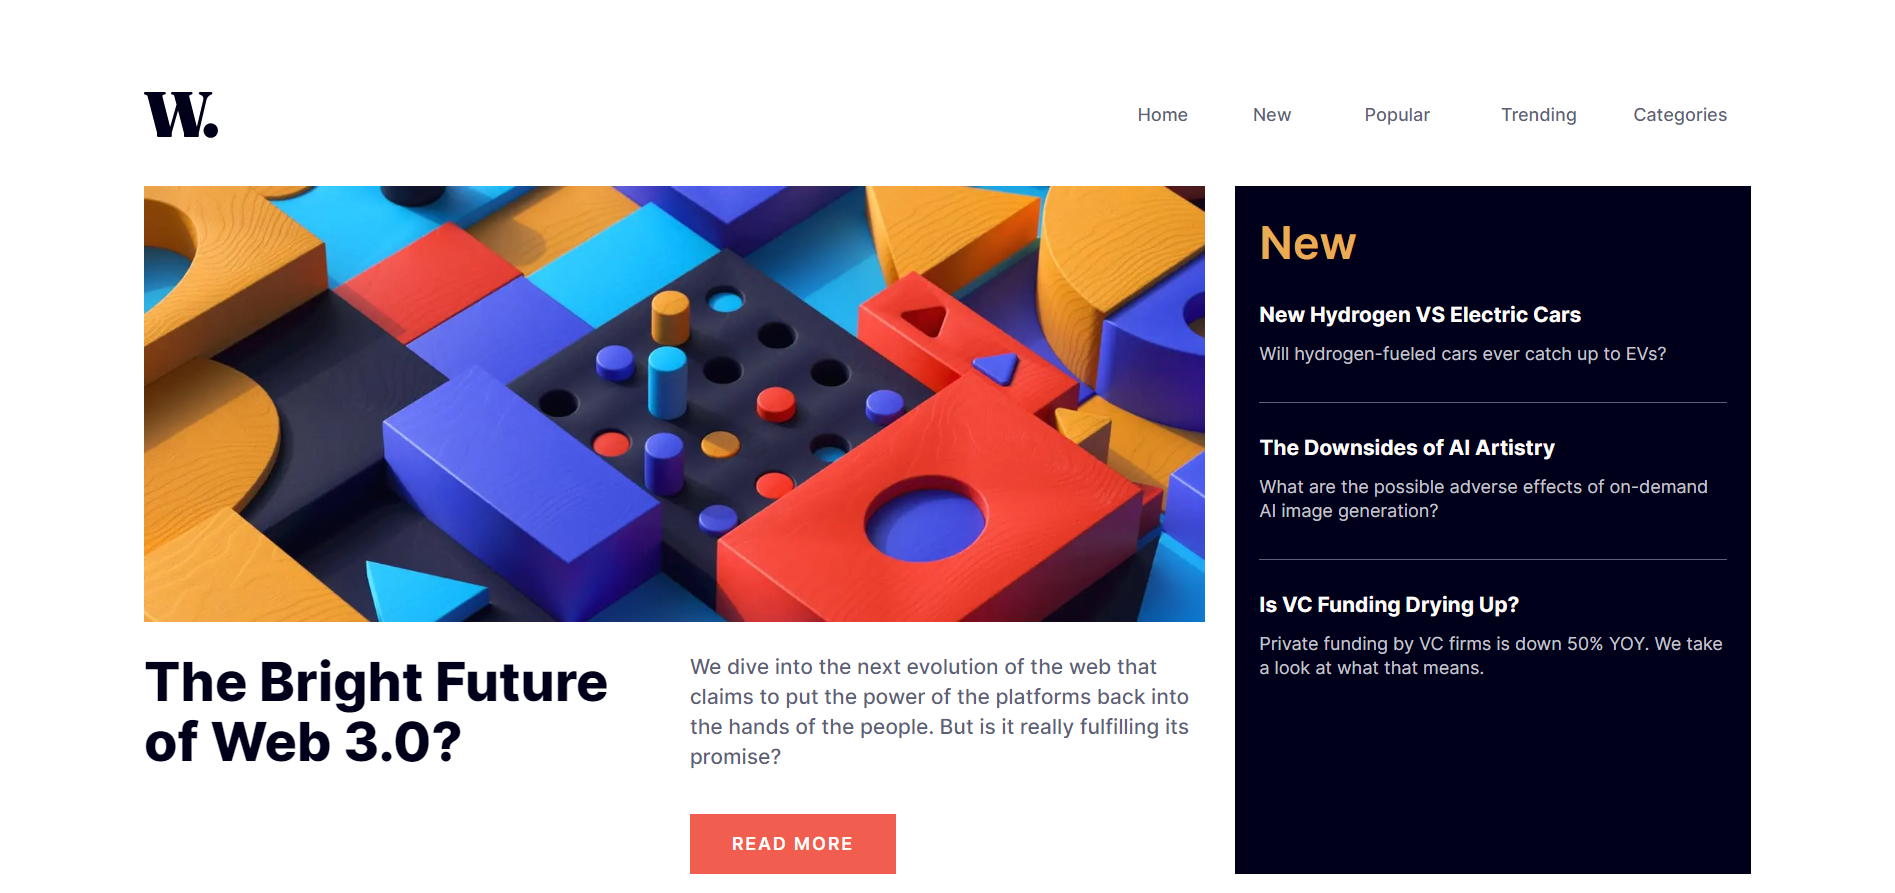 W.
Home
New
Popular
Trending
Categories
The Bright Future
of Web 3.0?
We dive into the next evolution of the web that
claims to put the power of the platforms back into
the hands of the people. But is it really fulfilling its
promise?
READ MORE
New
New Hydrogen VS Electric Cars
Will hydrogen-fueled cars ever catch up to EVs?
The Downsides of AI Artistry
What are the possible adverse effects of on-demand
AI image generation?
Is VC Funding Drying Up?
Private funding by VC firms is down 50% YOY. We take
a look at what that means.